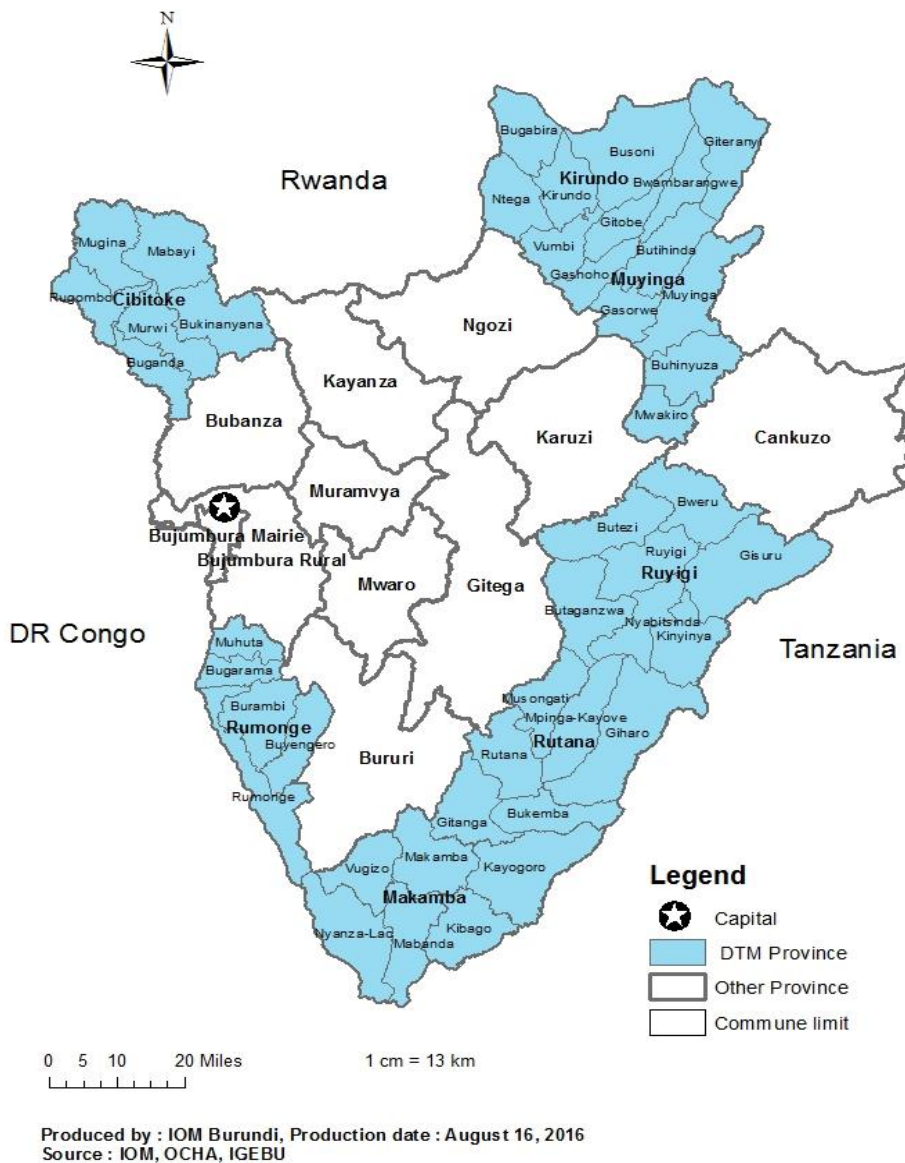 N
Bugabira
Giteranyi
Busoni
Rwanda
Kirundo
Bwambarangwe
Ntega
Kirundo
Gitobe
Mugina
Mabayi
Vumbi
Butihinda
Gashoho
Muyinga
Rugombo
Cibitoke
Muyinga
Murwi
Bukinanyana
Ngozi
Gasorwe
Buganda
Buhinyuza
Kayanza
Mwakiro
Bubanza
Karuzi
Cankuzo
Muramvya
Bweru
Butezi
Bujumbura Mairie
Ruyigi
Gisuru
Bujumbura Rural
Ruyigi
Mwaro
Gitega
Butaganzwa
Nyabitsinda
DR Congo
Kinyinya
Muhuta
Tanzania
Bugarama
Musongati
Burambi
Mpinga-Kayove
Rumonge
Giharo
Buyengero
Rutana
Rutana
Bururi
Rumonge
Gitanga
Bukemba
Makamba
Vugizo
Kayogoro
Legend
Makamba
Capital
Nyanza-Lac
Kibago
Mabanda
DTM Province
Other Province
Commune limit
0 5 10 20 Miles
1 cm = 13 km
Produced by : IOM Burundi, Production date : August 16, 2016
Source : IOM, OCHA, IGEBU